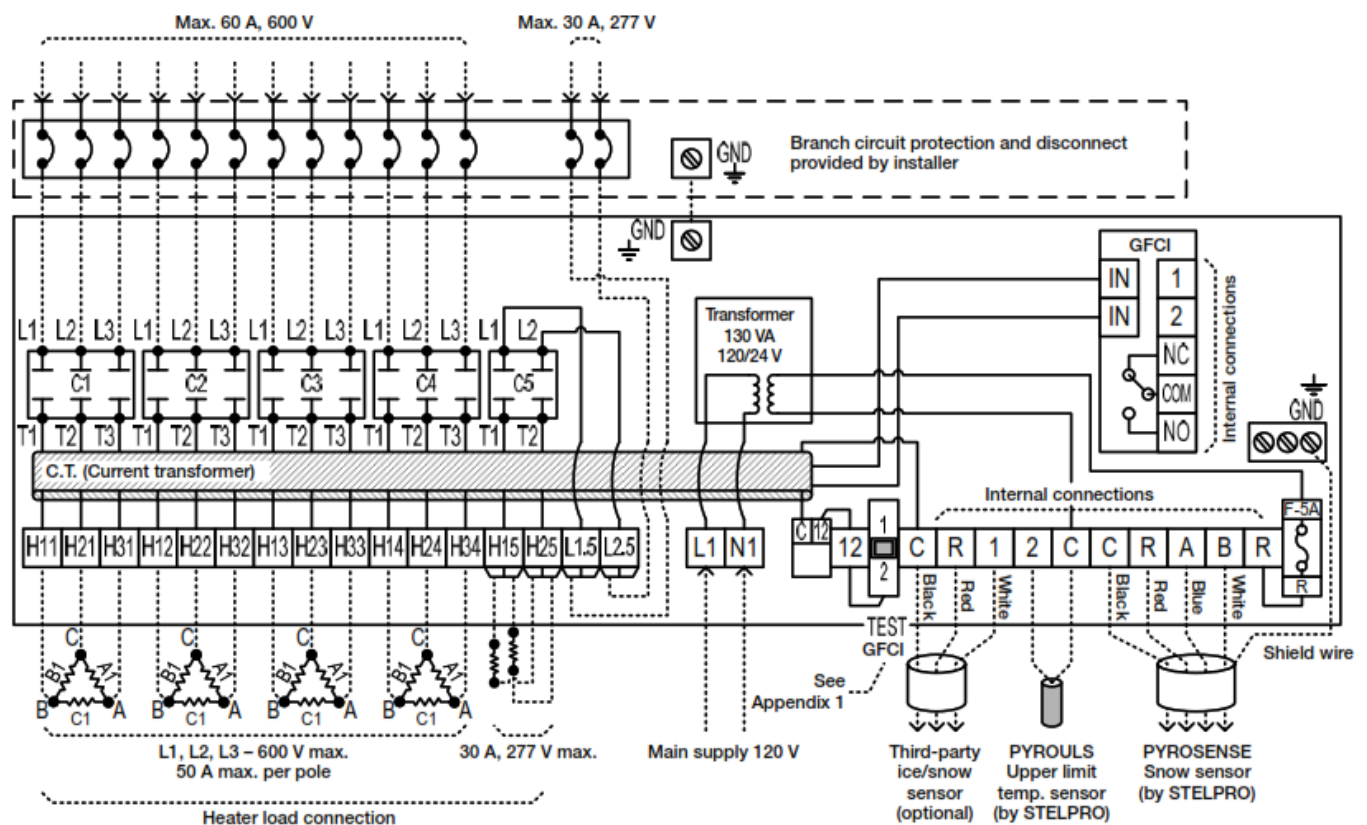 Max. 60 A, 600 V
Max. 30 A, 277 V
Branch circuit protection and disconnect
provided by installer
GND
GND
GFCI
IN
1
IN
2
NC
COM
NO
Internal connections
Transformer
130 VA
120/24 V
L1 L2 L3 L1 L2 L3 L1 L2 L3 L1 L2 L3 L1 L2
C1 C2 C3 C4 C5
T1 T2 T3 T1 T2 T3 T1 T2 T3 T1 T2 T3 T1 T2
GND
C.T. (Current transformer)
Internal connections
F-5A
R
H11 H21 H31 H12 H22 H32 H13 H23 H33 H14 H24 H34 H15 H25 L1.5 L2.5
L1 N1
C 12
12
1
2
C R 1 2 C C R A B R
Black
Red
White
Black
Red
Blue
White
TEST
GFCI
Shield wire
See
Appendix 1
C
B1 A1
B C1 A
C
B1 A1
B C1 A
C
B1 A1
B C1 A
C
B1 A1
B C1 A
L1, L2, L3 – 600 V max.
50 A max. per pole
30 A, 277 V max.
Main supply 120 V
Third-party
ice/snow
sensor
(optional)
PYROULS
Upper limit
temp. sensor
(by STELPRO)
PYROSENSE
Snow sensor
(by STELPRO)
Heater load connection